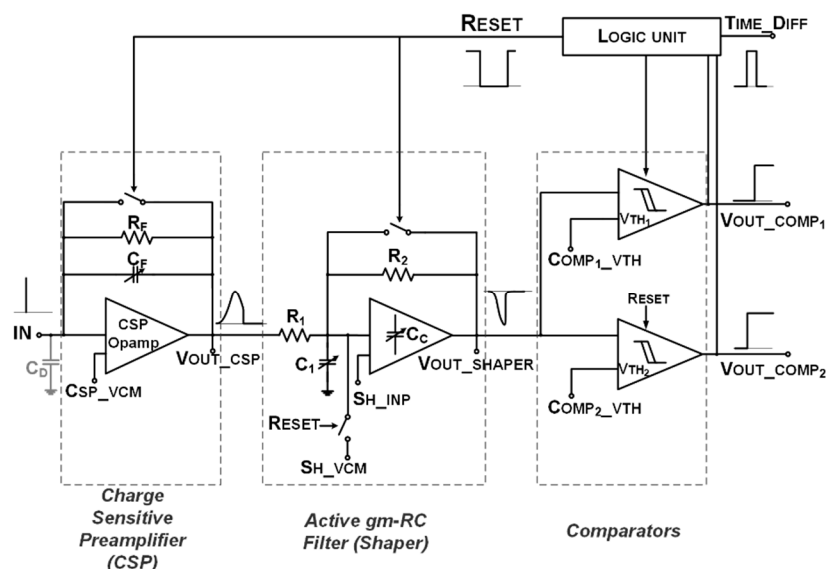 RESET
LOGIC UNIT
TIME_DIFF
RF
CF
IN
CSP
Opamp
CD
CSP_VCM
VOUT_CSP
R1
R2
C1
CC
VOUT_SHAPER
SH_INP
RESET
SH_VCM
VTH1
COMP1_VTH
VOUT_COMP1
RESET
VTH2
COMP2_VTH
VOUT_COMP2
Charge
Sensitive
Preamplifier
(CSP)
Active gm-RC
Filter (Shaper)
Comparators